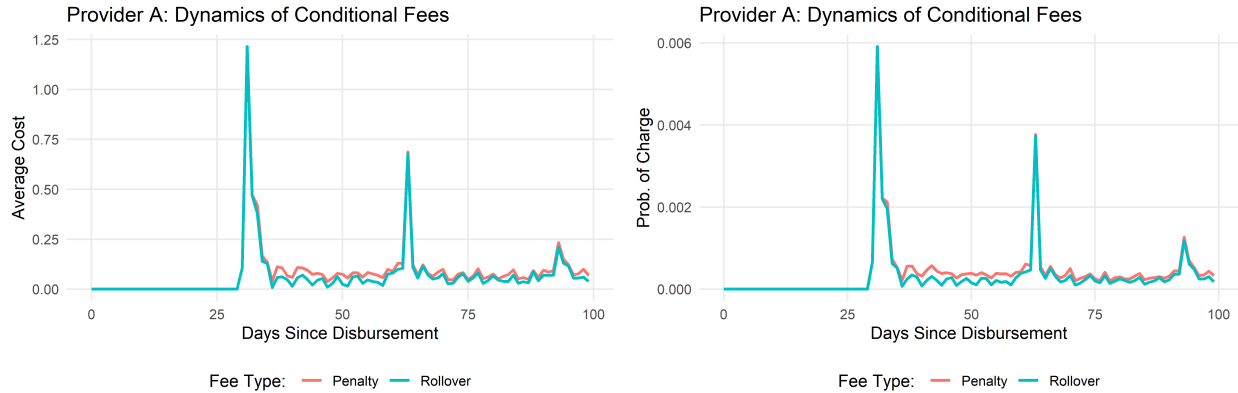 Provider A: Dynamics of Conditional Fees
Average Cost
1.25
1.00
0.75
0.50
0.25
0.00
0 25 50 75 100
Days Since Disbursement
Fee Type: Penalty Rollover
Provider A: Dynamics of Conditional Fees
Prob. of Charge
0.006
0.004
0.002
0.000
0 25 50 75 100
Days Since Disbursement
Fee Type: Penalty Rollover